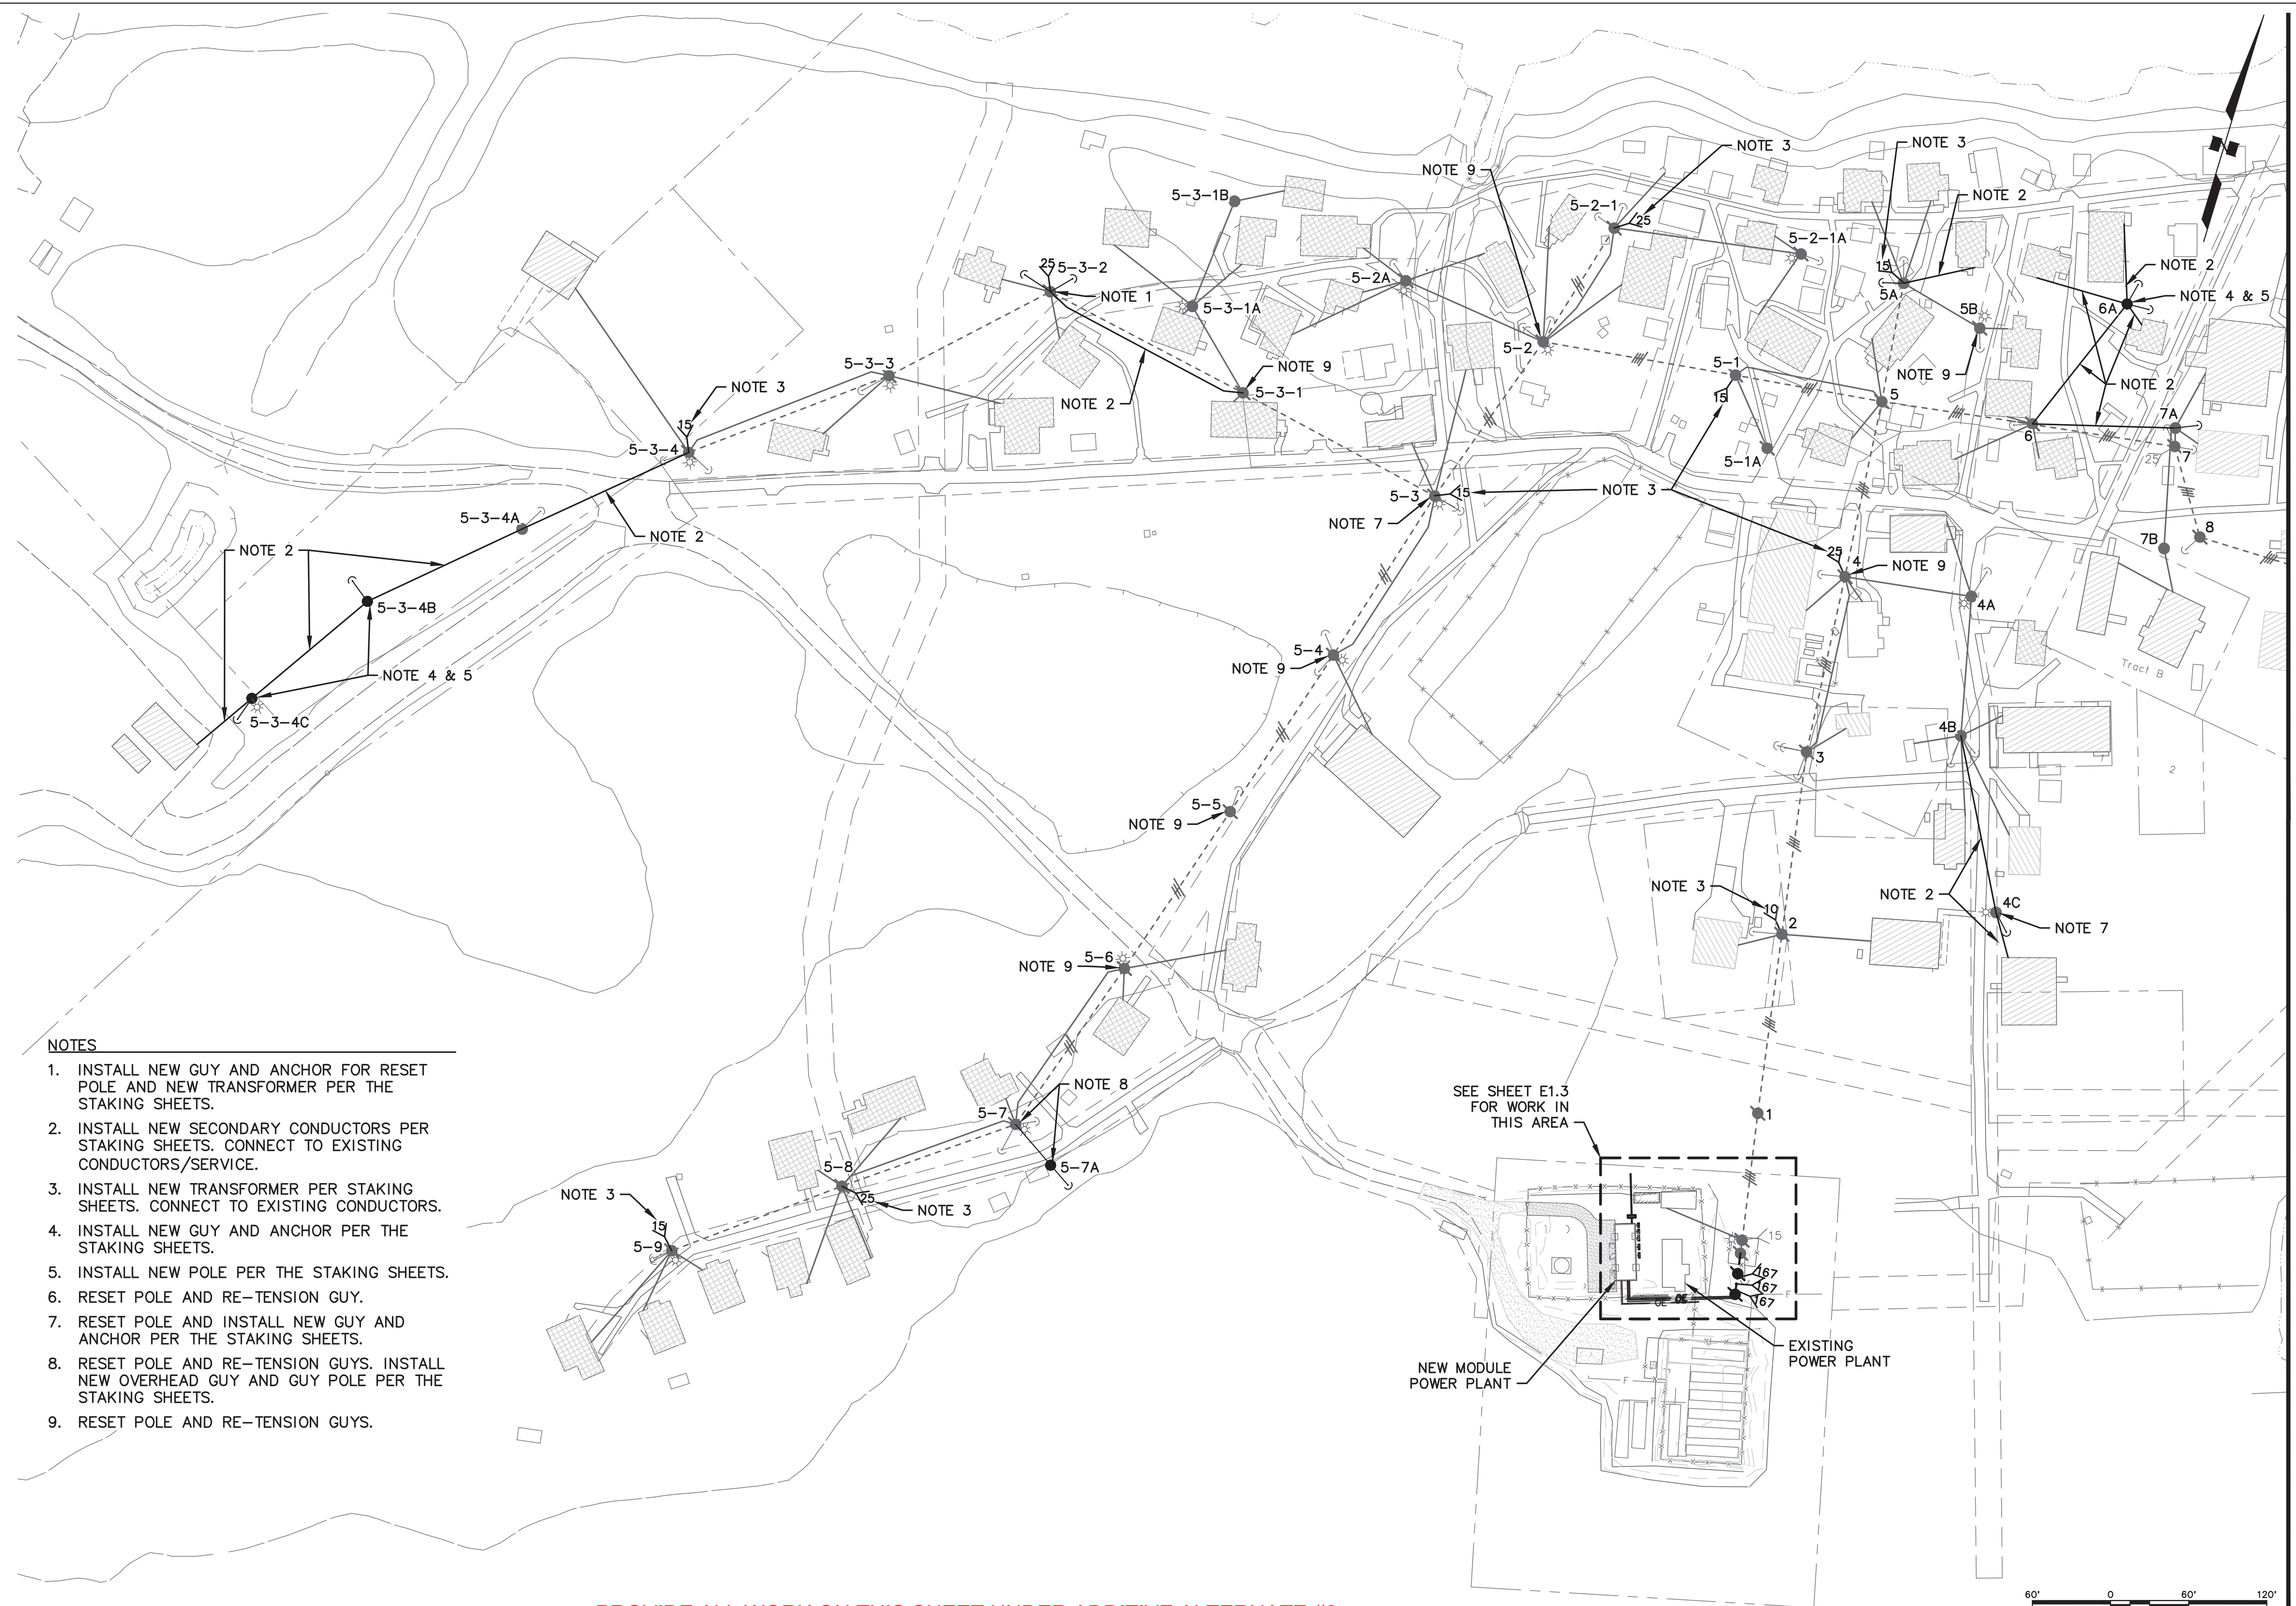 NOTE 3
NOTE 3
NOTE 9
NOTE 2
5-3-1B
5-2-1
25
5-2-1A
25
5-3-2
NOTE 1
5-3-1A
5-2A
15
5A
5B
NOTE 2
6A
NOTE 4 & 5
5-3-3
5-2
NOTE 9
5-3-1
NOTE 2
5-1
NOTE 9
5
NOTE 2
15
NOTE 3
15
5-3-4
6
7A
7
25
5-1A
5-3
15
NOTE 3
NOTE 7
5-3-4A
NOTE 2
NOTE 2
25
4
NOTE 9
7B
8
5-3-4B
4A
5-4
NOTE 9
Tract B
NOTE 4 & 5
5-3-4C
4B
3
2
5-5
NOTE 9
NOTE 3
10
2
NOTE 2
4C
NOTE 7
5-6
NOTE 9
NOTES
1. INSTALL NEW GUY AND ANCHOR FOR RESET
POLE AND NEW TRANSFORMER PER THE
STAKING SHEETS.
2. INSTALL NEW SECONDARY CONDUCTORS PER
STAKING SHEETS. CONNECT TO EXISTING
CONDUCTORS/SERVICE.
3. INSTALL NEW TRANSFORMER PER STAKING
SHEETS. CONNECT TO EXISTING CONDUCTORS.
4. INSTALL NEW GUY AND ANCHOR PER THE
STAKING SHEETS.
5. INSTALL NEW POLE PER THE STAKING SHEETS.
6. RESET POLE AND RE-TENSION GUY.
7. RESET POLE AND INSTALL NEW GUY AND
ANCHOR PER THE STAKING SHEETS.
8. RESET POLE AND RE-TENSION GUYS. INSTALL
NEW OVERHEAD GUY AND GUY POLE PER THE
STAKING SHEETS.
9. RESET POLE AND RE-TENSION GUYS.
NOTE 8
5-7
5-7A
5-8
25
NOTE 3
NOTE 3
15
5-9
SEE SHEET E1.3
FOR WORK IN
THIS AREA
1
15
167
167
167
OE
OE
F
EXISTING
POWER PLANT
NEW MODULE
POWER PLANT
F
F
60'
0
60'
120'